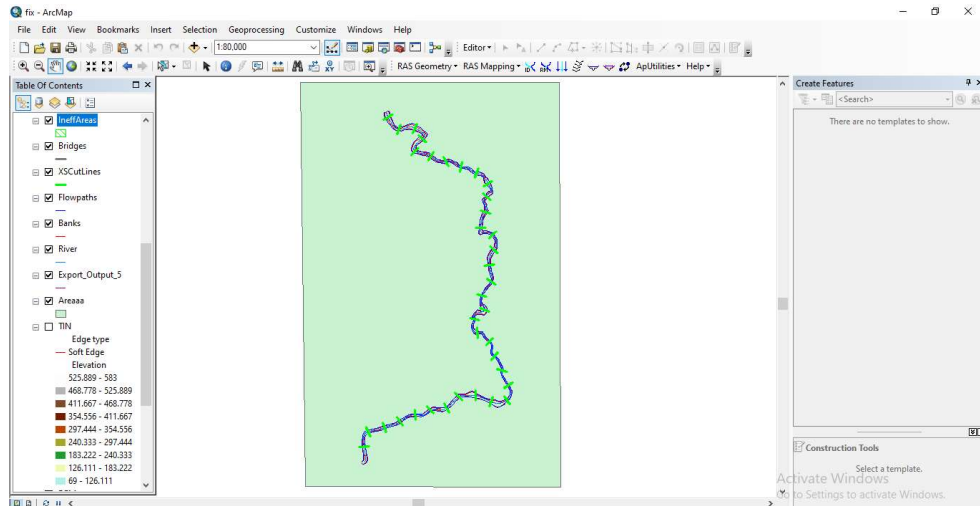 fix - ArcMap
File Edit View Bookmarks Insert Selection Geoprocessing Customize Windows Help
1:80,000
Editor
RAS Geometry RAS Mapping ApUtilities Help
Table Of Contents
Create Features
IneffAreas
<Search>
There are no templates to show.
Bridges
XSCutLines
Flowpaths
Banks
River
Export_Output_5
Areaaa
TIN
Edge type
Soft Edge
Elevation
525.889 - 583
468.778 - 525.889
411.667 - 468.778
354.556 - 411.667
297.444 - 354.556
240.333 - 297.444
183.222 - 240.333
126.111 - 183.222
69 - 126.111
Construction Tools
Select a template.
Activate Windows
Go to Settings to activate Windows.